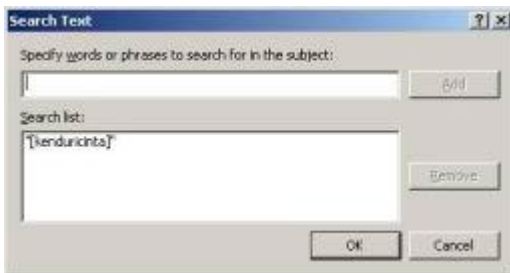 Search Text
Specify words or phrases to search for in the subject:
Add
Search list:
"[kenduricinta]"
Remove
OK
Cancel